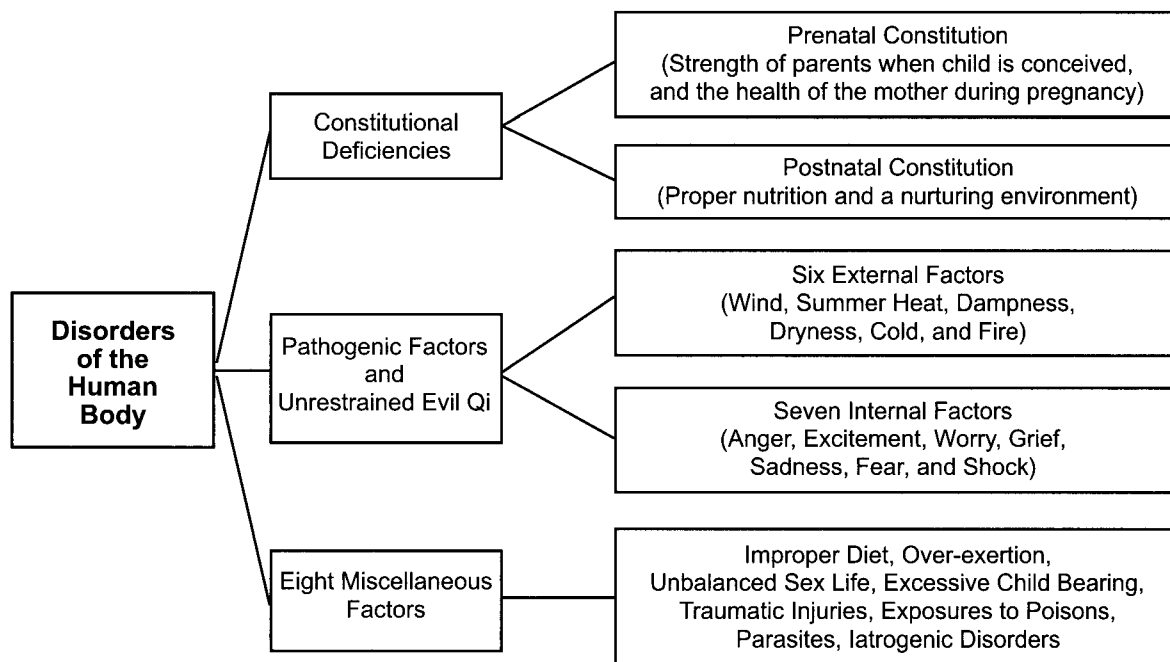 Disorders
of the
Human
Body
Constitutional
Deficiencies
Prenatal Constitution
(Strength of parents when child is conceived,
and the health of the mother during pregnancy)
Postnatal Constitution
(Proper nutrition and a nurturing environment)
Pathogenic Factors
and
Unrestrained Evil Qi
Six External Factors
(Wind, Summer Heat, Dampness,
Dryness, Cold, and Fire)
Seven Internal Factors
(Anger, Excitement, Worry, Grief,
Sadness, Fear, and Shock)
Eight Miscellaneous
Factors
Improper Diet, Over-exertion,
Unbalanced Sex Life, Excessive Child Bearing,
Traumatic Injuries, Exposures to Poisons,
Parasites, Iatrogenic Disorders